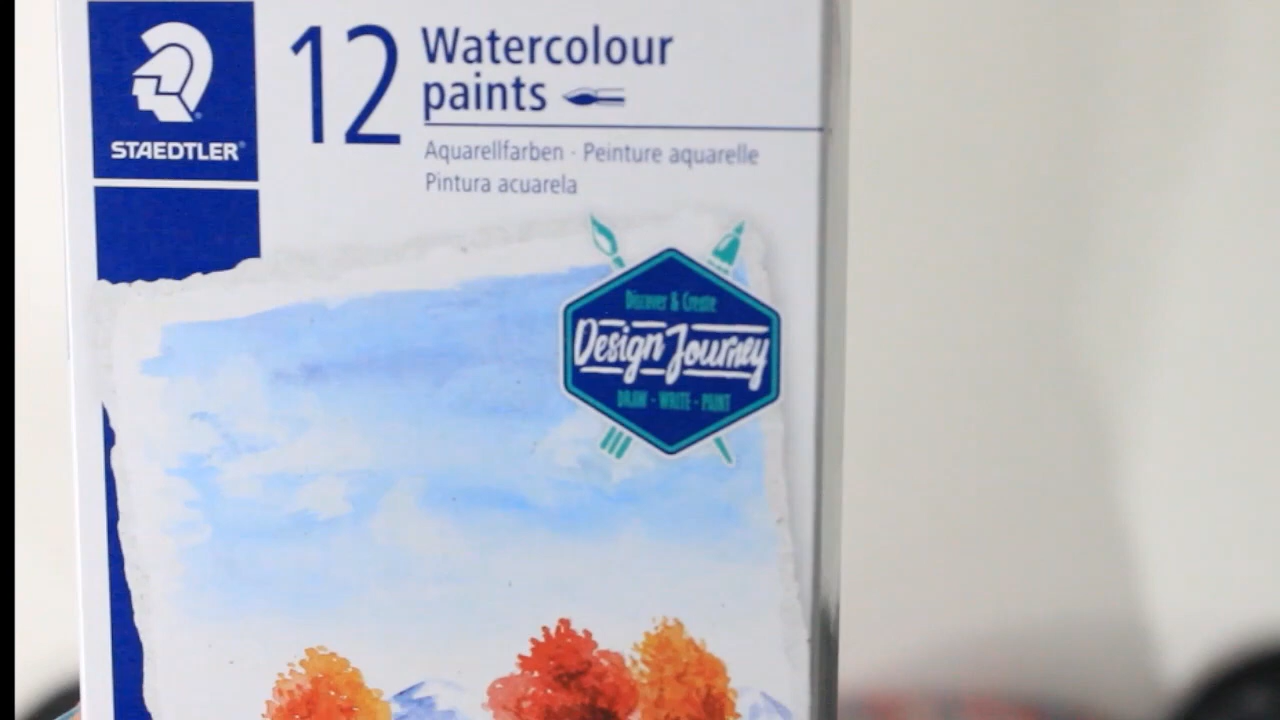 STAEDTLER
12
Watercolour
paints
Aquarellfarben · Peinture aquarelle
Pintura acuarela
Discover & Create
Design Journey
DRAW - WRITE - PAINT